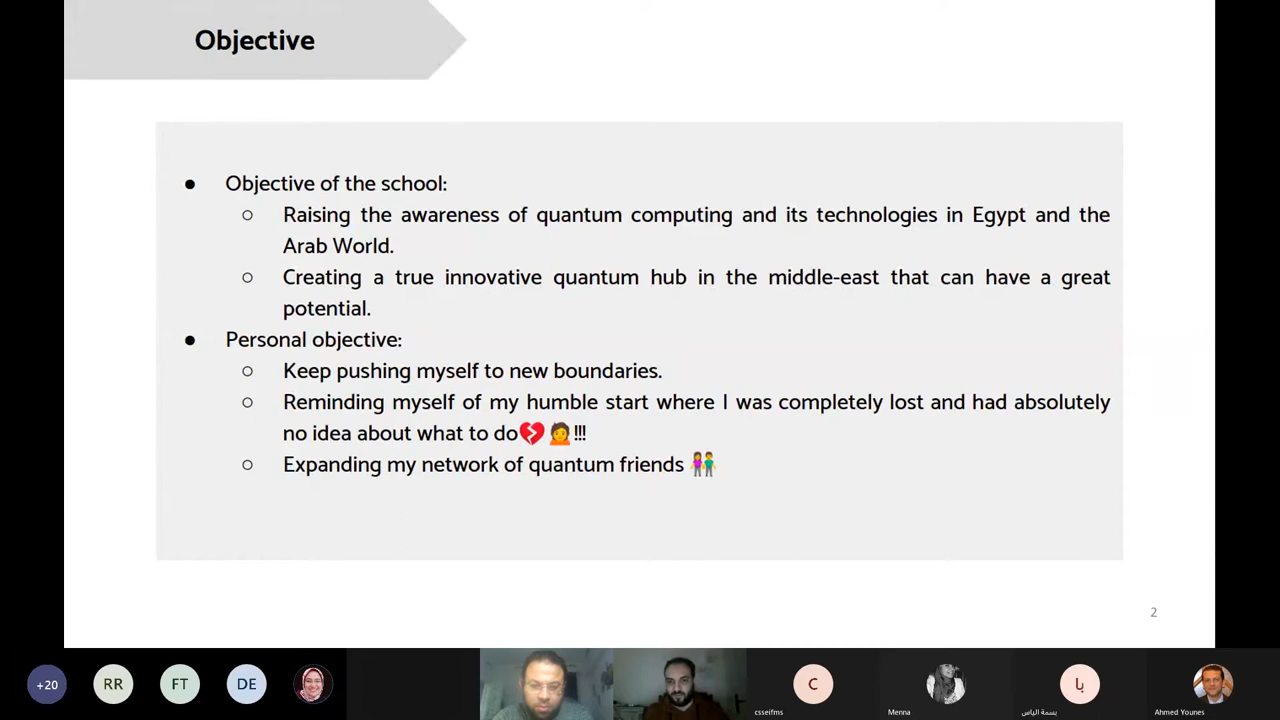 Objective
● Objective of the school:
○ Raising the awareness of quantum computing and its technologies in Egypt and the
Arab World.
○ Creating a true innovative quantum hub in the middle-east that can have a great
potential.
● Personal objective:
○ Keep pushing myself to new boundaries.
○ Reminding myself of my humble start where I was completely lost and had absolutely
no idea about what to do💔🙍!!!
○ Expanding my network of quantum friends 👫
2
+20
RR
FT
DE
C
csseifms
Menna
با
بسمة الياس
Ahmed Younes